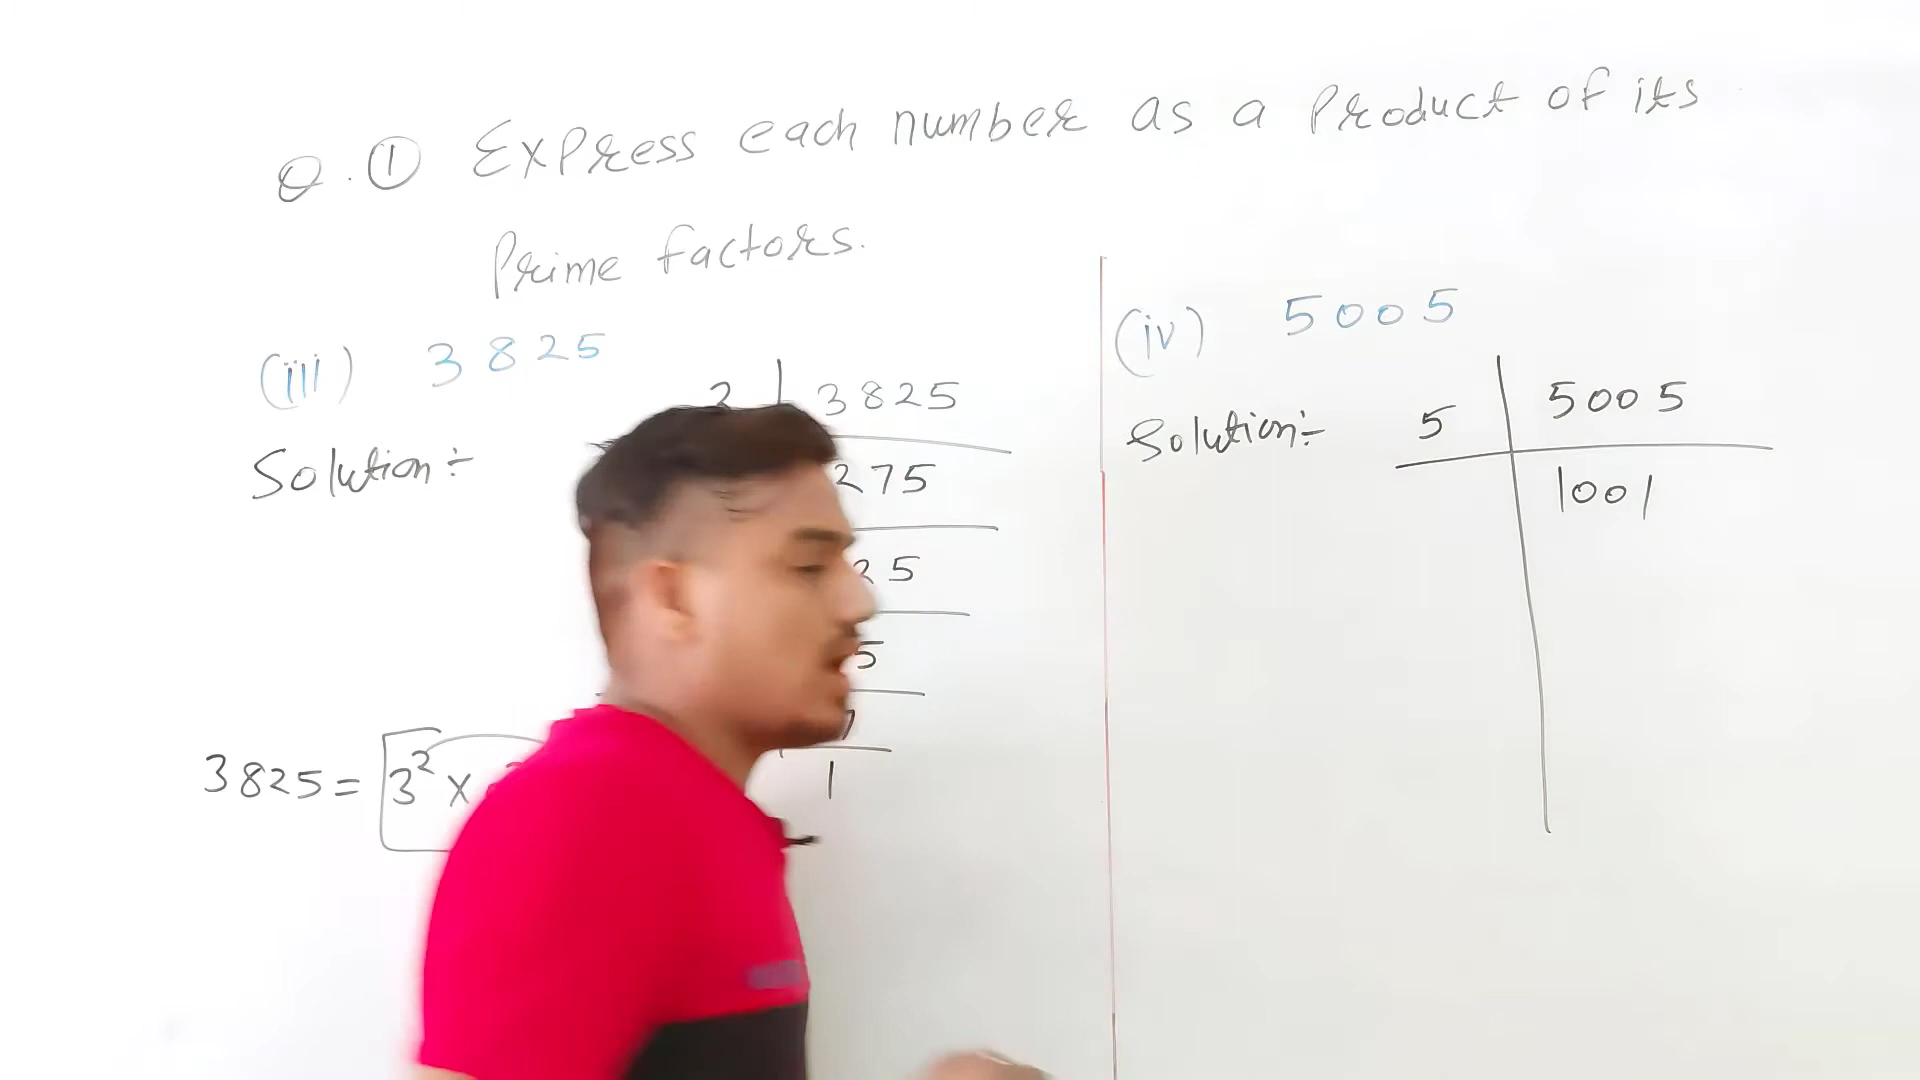 Q. ① Express each number as a Product of its
Prime factors.
(iii) 3825
3825
Solution:-
275
25
5
1
3825 = 3² ×
(iv) 5005
5 5005
Solution:-
1001